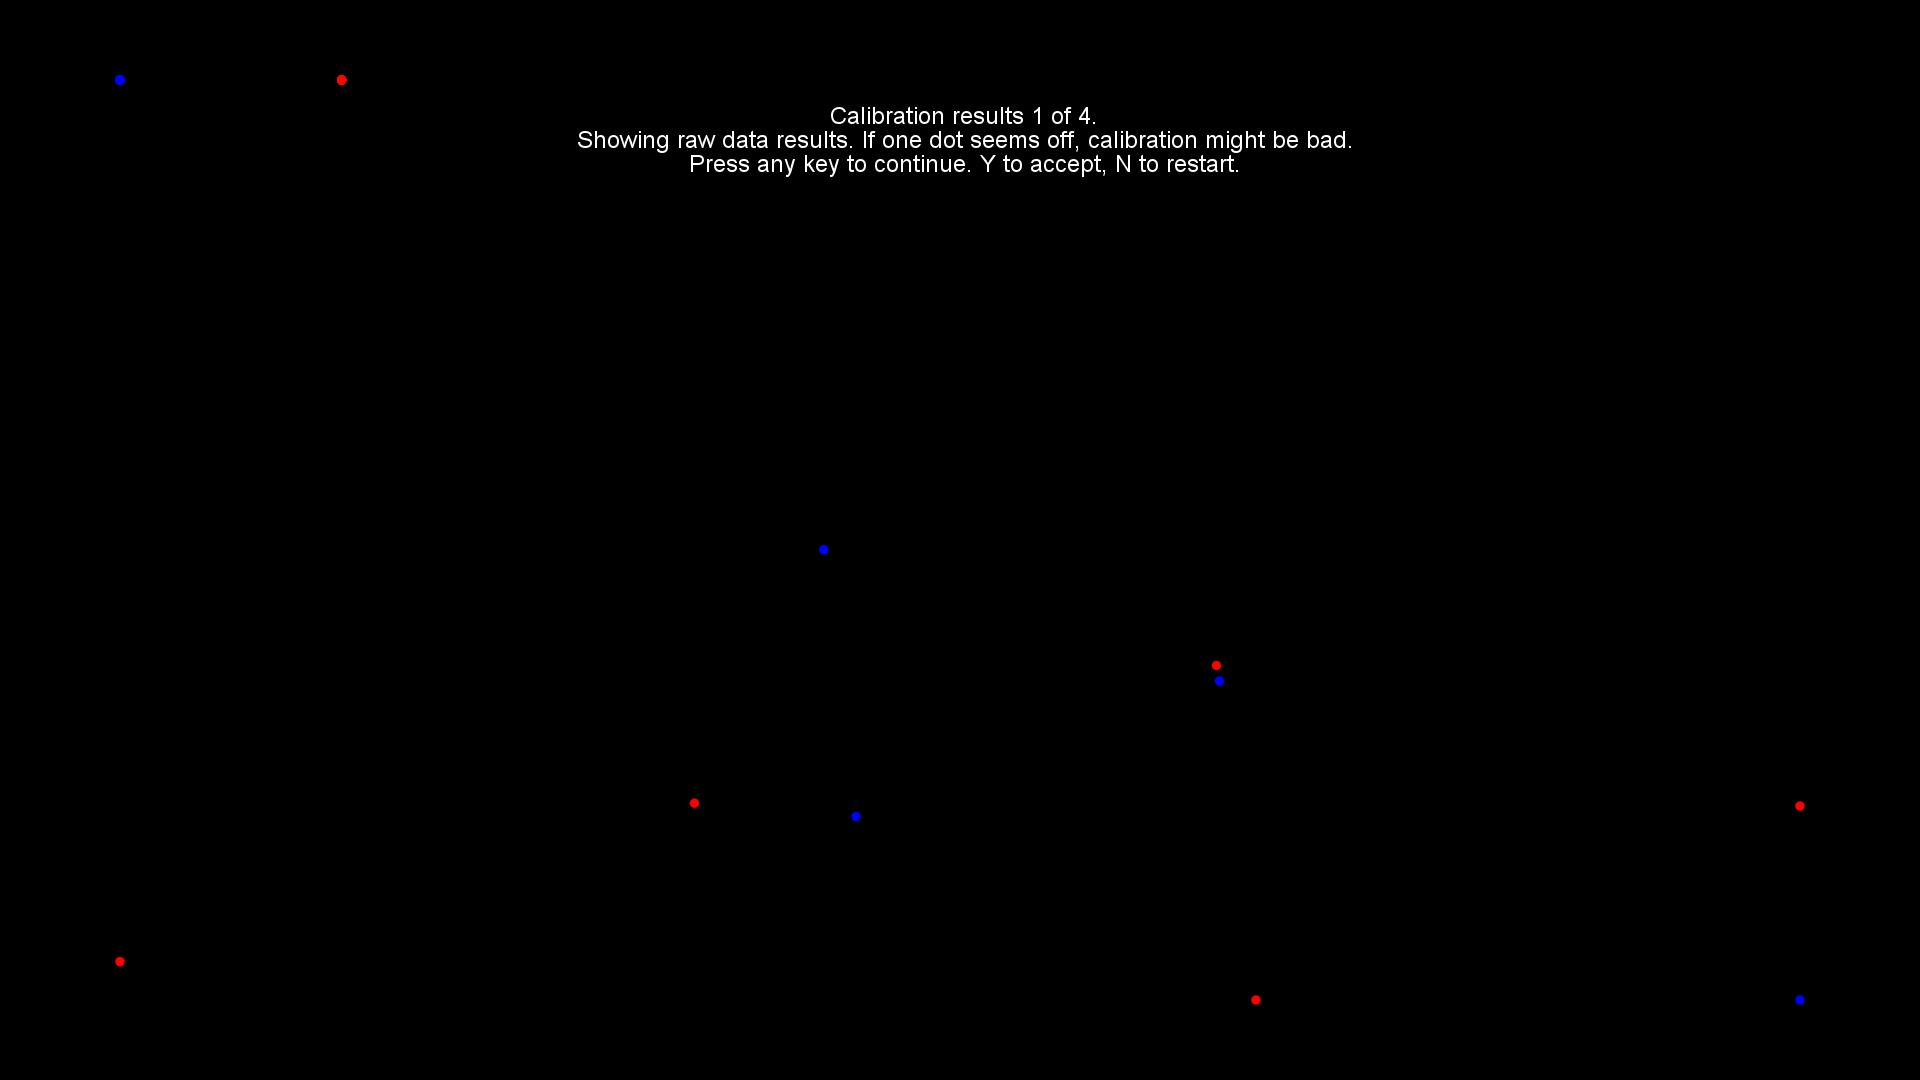 Calibration results 1 of 4.
Showing raw data results. If one dot seems off, calibration might be bad.
Press any key to continue. Y to accept, N to restart.